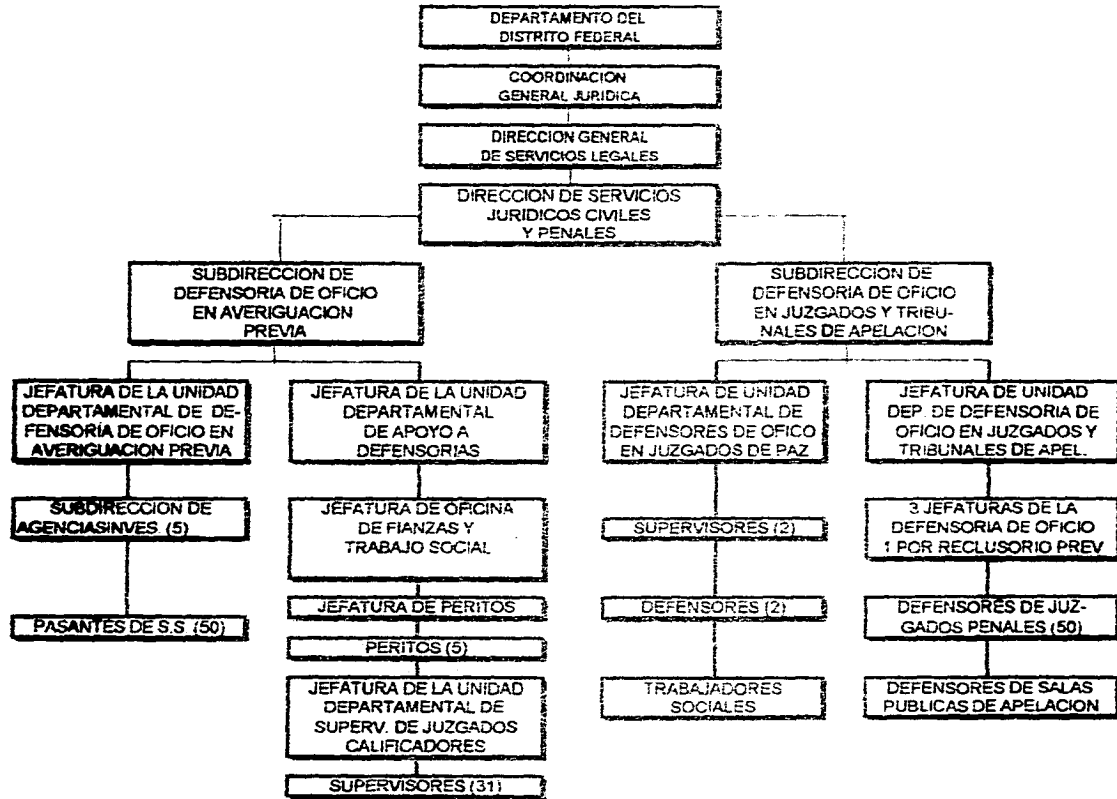 DEPARTAMENTO DEL
DISTRITO FEDERAL
COORDINACION
GENERAL JURIDICA
DIRECCION GENERAL
DE SERVICIOS LEGALES
DIRECCION DE SERVICIOS
JURIDICOS CIVILES
Y PENALES
SUBDIRECCION DE
DEFENSORIA DE OFICIO
EN AVERIGUACION
PREVIA
SUBDIRECCION DE
DEFENSORIA DE OFICIO
EN JUZGADOS Y TRIBU-
NALES DE APELACION
JEFATURA DE LA UNIDAD
DEPARTAMENTAL DE DE-
FENSORIA DE OFICIO EN
AVERIGUACION PREVIA
SUBDIRECCION DE
AGENCIASINVES. (5)
PASANTES DE S.S. (50)
JEFATURA DE LA UNIDAD
DEPARTAMENTAL
DE APOYO A
DEFENSORIAS
JEFATURA DE OFICINA
DE FIANZAS Y
TRABAJO SOCIAL
JEFATURA DE PERITOS
PERITOS (5)
JEFATURA DE LA UNIDAD
DEPARTAMENTAL DE
SUPERV. DE JUZGADOS
CALIFICADORES
SUPERVISORES (31)
JEFATURA DE UNIDAD
DEPARTAMENTAL DE
DEFENSORES DE OFICO
EN JUZGADOS DE PAZ
SUPERVISORES (2)
DEFENSORES (2)
TRABAJADORES
SOCIALES
JEFATURA DE UNIDAD
DEP. DE DEFENSORIA DE
OFICIO EN JUZGADOS Y
TRIBUNALES DE APEL.
3 JEFATURAS DE LA
DEFENSORIA DE OFICIO
1 POR RECLUSORIO PREV
DEFENSORES DE JUZ-
GADOS PENALES (50)
DEFENSORES DE SALAS
PUBLICAS DE APELACION